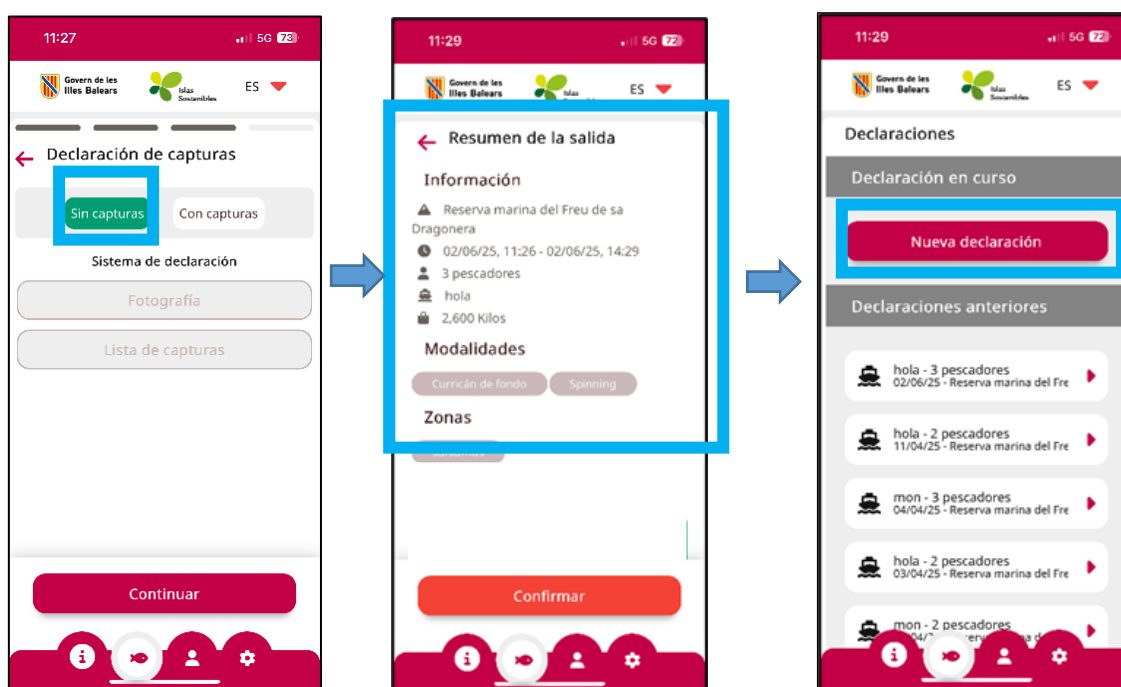 11:27
5G 73
Govern de les
Illes Balears
Islas
Sostenibles
ES
Declaración de capturas
Sin capturas
Con capturas
Sistema de declaración
Fotografía
Lista de capturas
Continuar
11:29
5G 72
Govern de les
Illes Balears
Islas
ES
Resumen de la salida
Información
Reserva marina del Freu de sa
Dragonera
02/06/25, 11:26 - 02/06/25, 14:29
3 pescadores
hola
2,600 Kilos
Modalidades
Curricán de fondo
Spinning
Zonas
Confirmar
11:29
5G 72
Govern de les
Illes Balears
Islas
Sostenibles
ES
Declaraciones
Declaración en curso
Nueva declaración
Declaraciones anteriores
hola - 3 pescadores
02/06/25 - Reserva marina del Fre
hola - 2 pescadores
11/04/25 - Reserva marina del Fre
mon - 3 pescadores
04/04/25 - Reserva marina del Fre
hola - 2 pescadores
03/04/25 - Reserva marina del Fre
mon - 2 pescadores